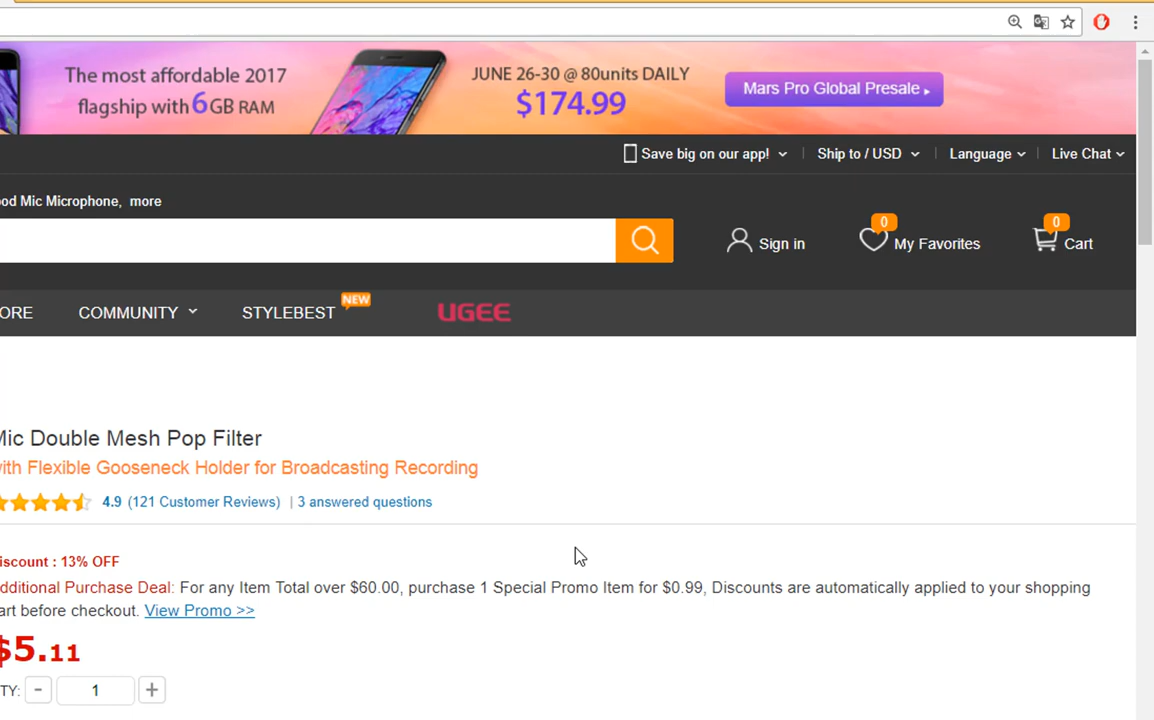 The most affordable 2017
flagship with 6GB RAM
JUNE 26-30 @ 80units DAILY
$174.99
Mars Pro Global Presale ▸
Save big on our app!
Ship to / USD
Language
Live Chat
ood Mic Microphone, more
0
0
Sign in
My Favorites
Cart
ORE
COMMUNITY
STYLEBEST
NEW
UGEE
Mic Double Mesh Pop Filter
with Flexible Gooseneck Holder for Broadcasting Recording
4.9 (121 Customer Reviews) | 3 answered questions
iscount : 13% OFF
dditional Purchase Deal: For any Item Total over $60.00, purchase 1 Special Promo Item for $0.99, Discounts are automatically applied to your shopping
art before checkout. View Promo >>
$5.11
TY: - 1 +